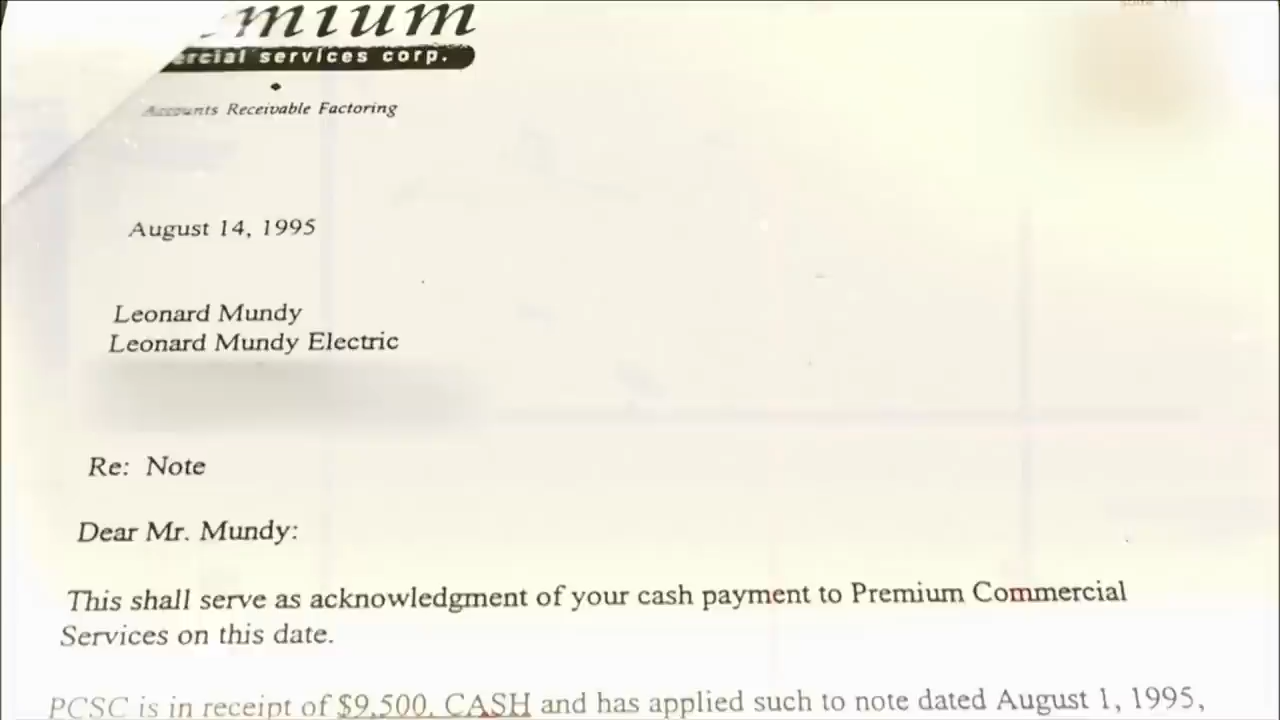 mium
ercial services corp.
Accounts Receivable Factoring
August 14, 1995
Leonard Mundy
Leonard Mundy Electric
Re: Note
Dear Mr. Mundy:
This shall serve as acknowledgment of your cash payment to Premium Commercial
Services on this date.
PCSC is in receipt of $9,500. CASH and has applied such to note dated August 1, 1995,